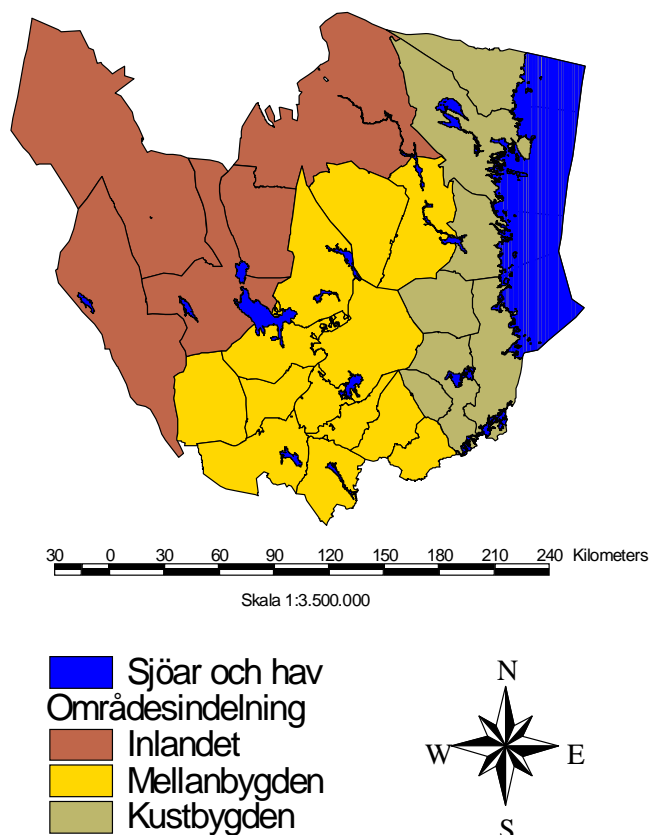 30 0 30 60 90 120 150 180 210 240 Kilometers
Skala 1:3.500.000
Sjöar och hav
Områdesindelning
Inlandet
Mellanbygden
Kustbygden
N
W E
S